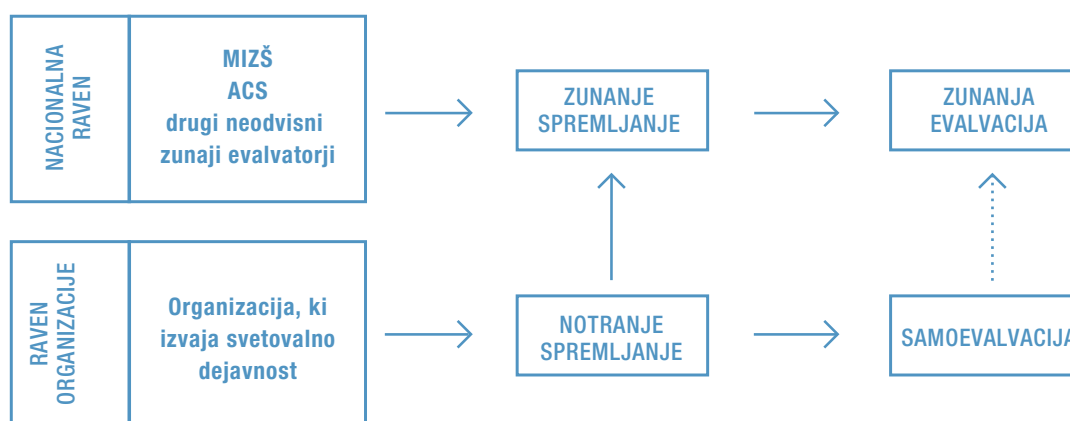 NACIONALNA
RAVEN
MIZŠ
ACS
drugi neodvisni
zunaji evalvatorji
ZUNANJE
SPREMLJANJE
ZUNANJA
EVALVACIJA
RAVEN
ORGANIZACIJE
Organizacija, ki
izvaja svetovalno
dejavnost
NOTRANJE
SPREMLJANJE
SAMOEVALVACIJA